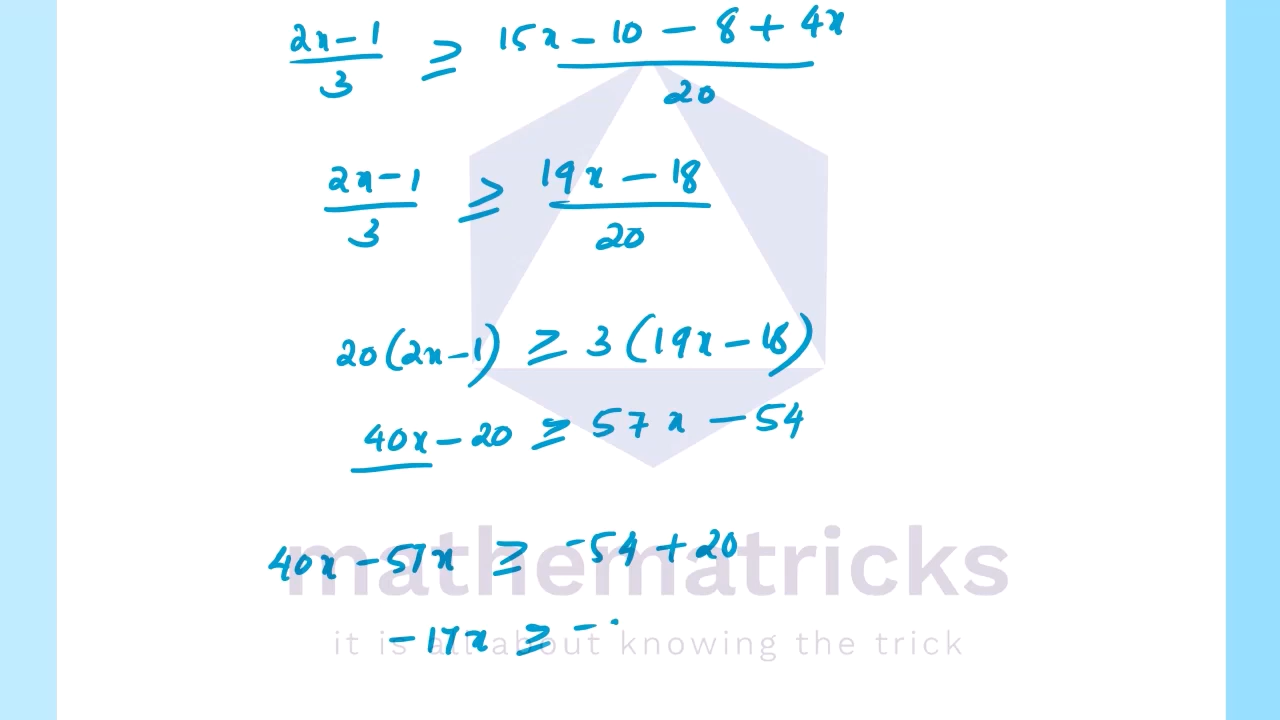 2x-1/3 ≥ 15x-10-8+4x/20
2x-1/3 ≥ 19x-18/20
20(2x-1) ≥ 3(19x-18)
40x-20 ≥ 57x-54
40x-57x ≥ -54+20
mathematricks
-17x ≥ -
it is all about knowing the trick